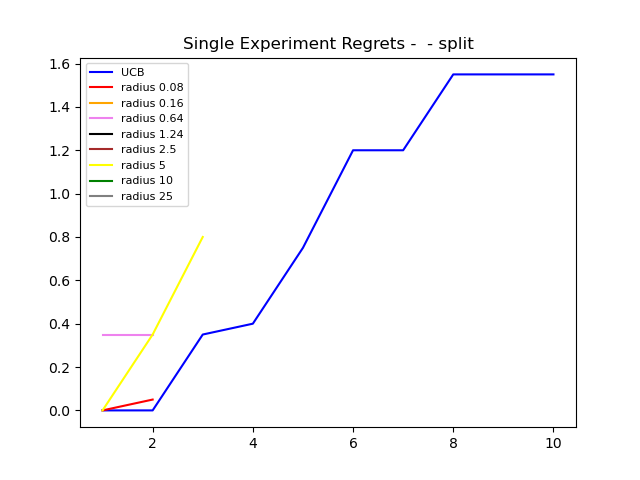 Single Experiment Regrets -  - split
1.6
1.4
1.2
1.0
0.8
0.6
0.4
0.2
0.0
UCB
radius 0.08
radius 0.16
radius 0.64
radius 1.24
radius 2.5
radius 5
radius 10
radius 25
2 4 6 8 10